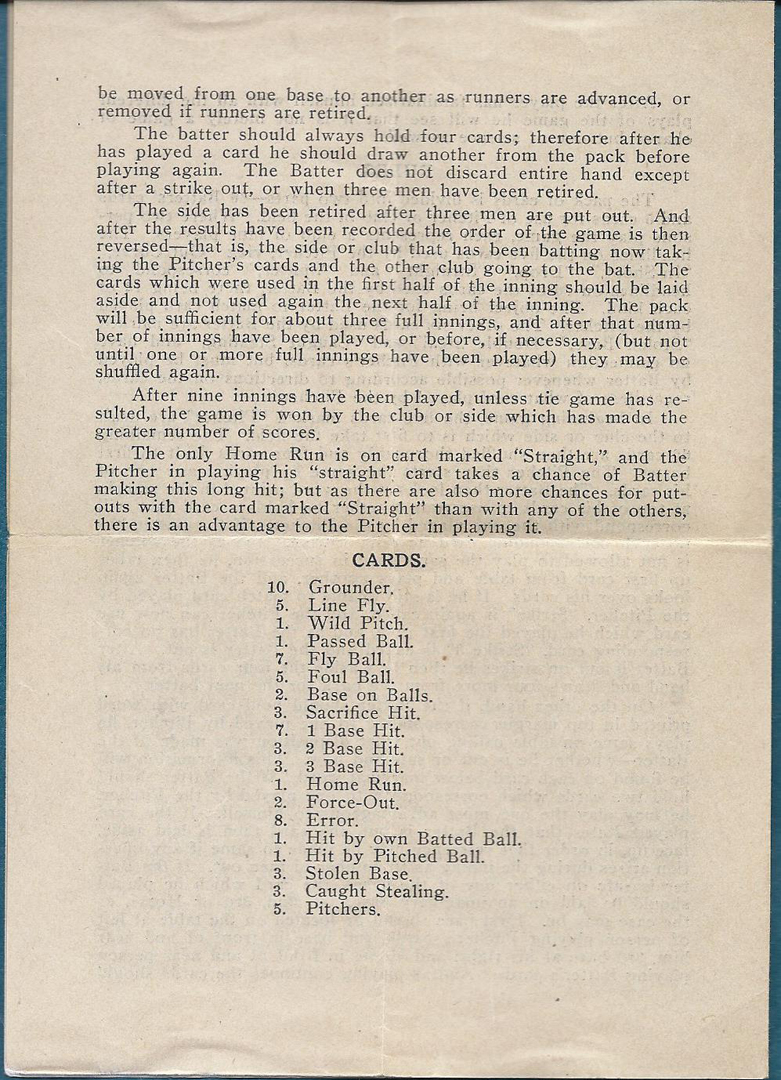 be moved from one base to another as runners are advanced, or
removed if runners are retired.
The batter should always hold four cards; therefore after he
has played a card he should draw another from the pack before
playing again. The Batter does not discard entire hand except
after a strike out, or when three men have been retired.
The side has been retired after three men are put out. And
after the results have been recorded the order of the game is then
reversed—that is, the side or club that has been batting now tak-
ing the Pitcher's cards and the other club going to the bat. The
cards which were used in the first half of the inning should be laid
aside and not used again the next half of the inning. The pack
will be sufficient for about three full innings, and after that num-
ber of innings have been played, or before, if necessary, (but not
until one or more full innings have been played) they may be
shuffled again.
After nine innings have been played, unless tie game has re-
sulted, the game is won by the club or side which has made the
greater number of scores.
The only Home Run is on card marked "Straight," and the
Pitcher in playing his "straight" card takes a chance of Batter
making this long hit; but as there are also more chances for put-
outs with the card marked "Straight" than with any of the others,
there is an advantage to the Pitcher in playing it.
CARDS.
10. Grounder.
5. Line Fly.
1. Wild Pitch.
1. Passed Ball.
7. Fly Ball.
5. Foul Ball.
2. Base on Balls.
3. Sacrifice Hit.
7. 1 Base Hit.
3. 2 Base Hit.
3. 3 Base Hit.
1. Home Run.
2. Force-Out.
8. Error.
1. Hit by own Batted Ball.
1. Hit by Pitched Ball.
3. Stolen Base.
3. Caught Stealing.
5. Pitchers.